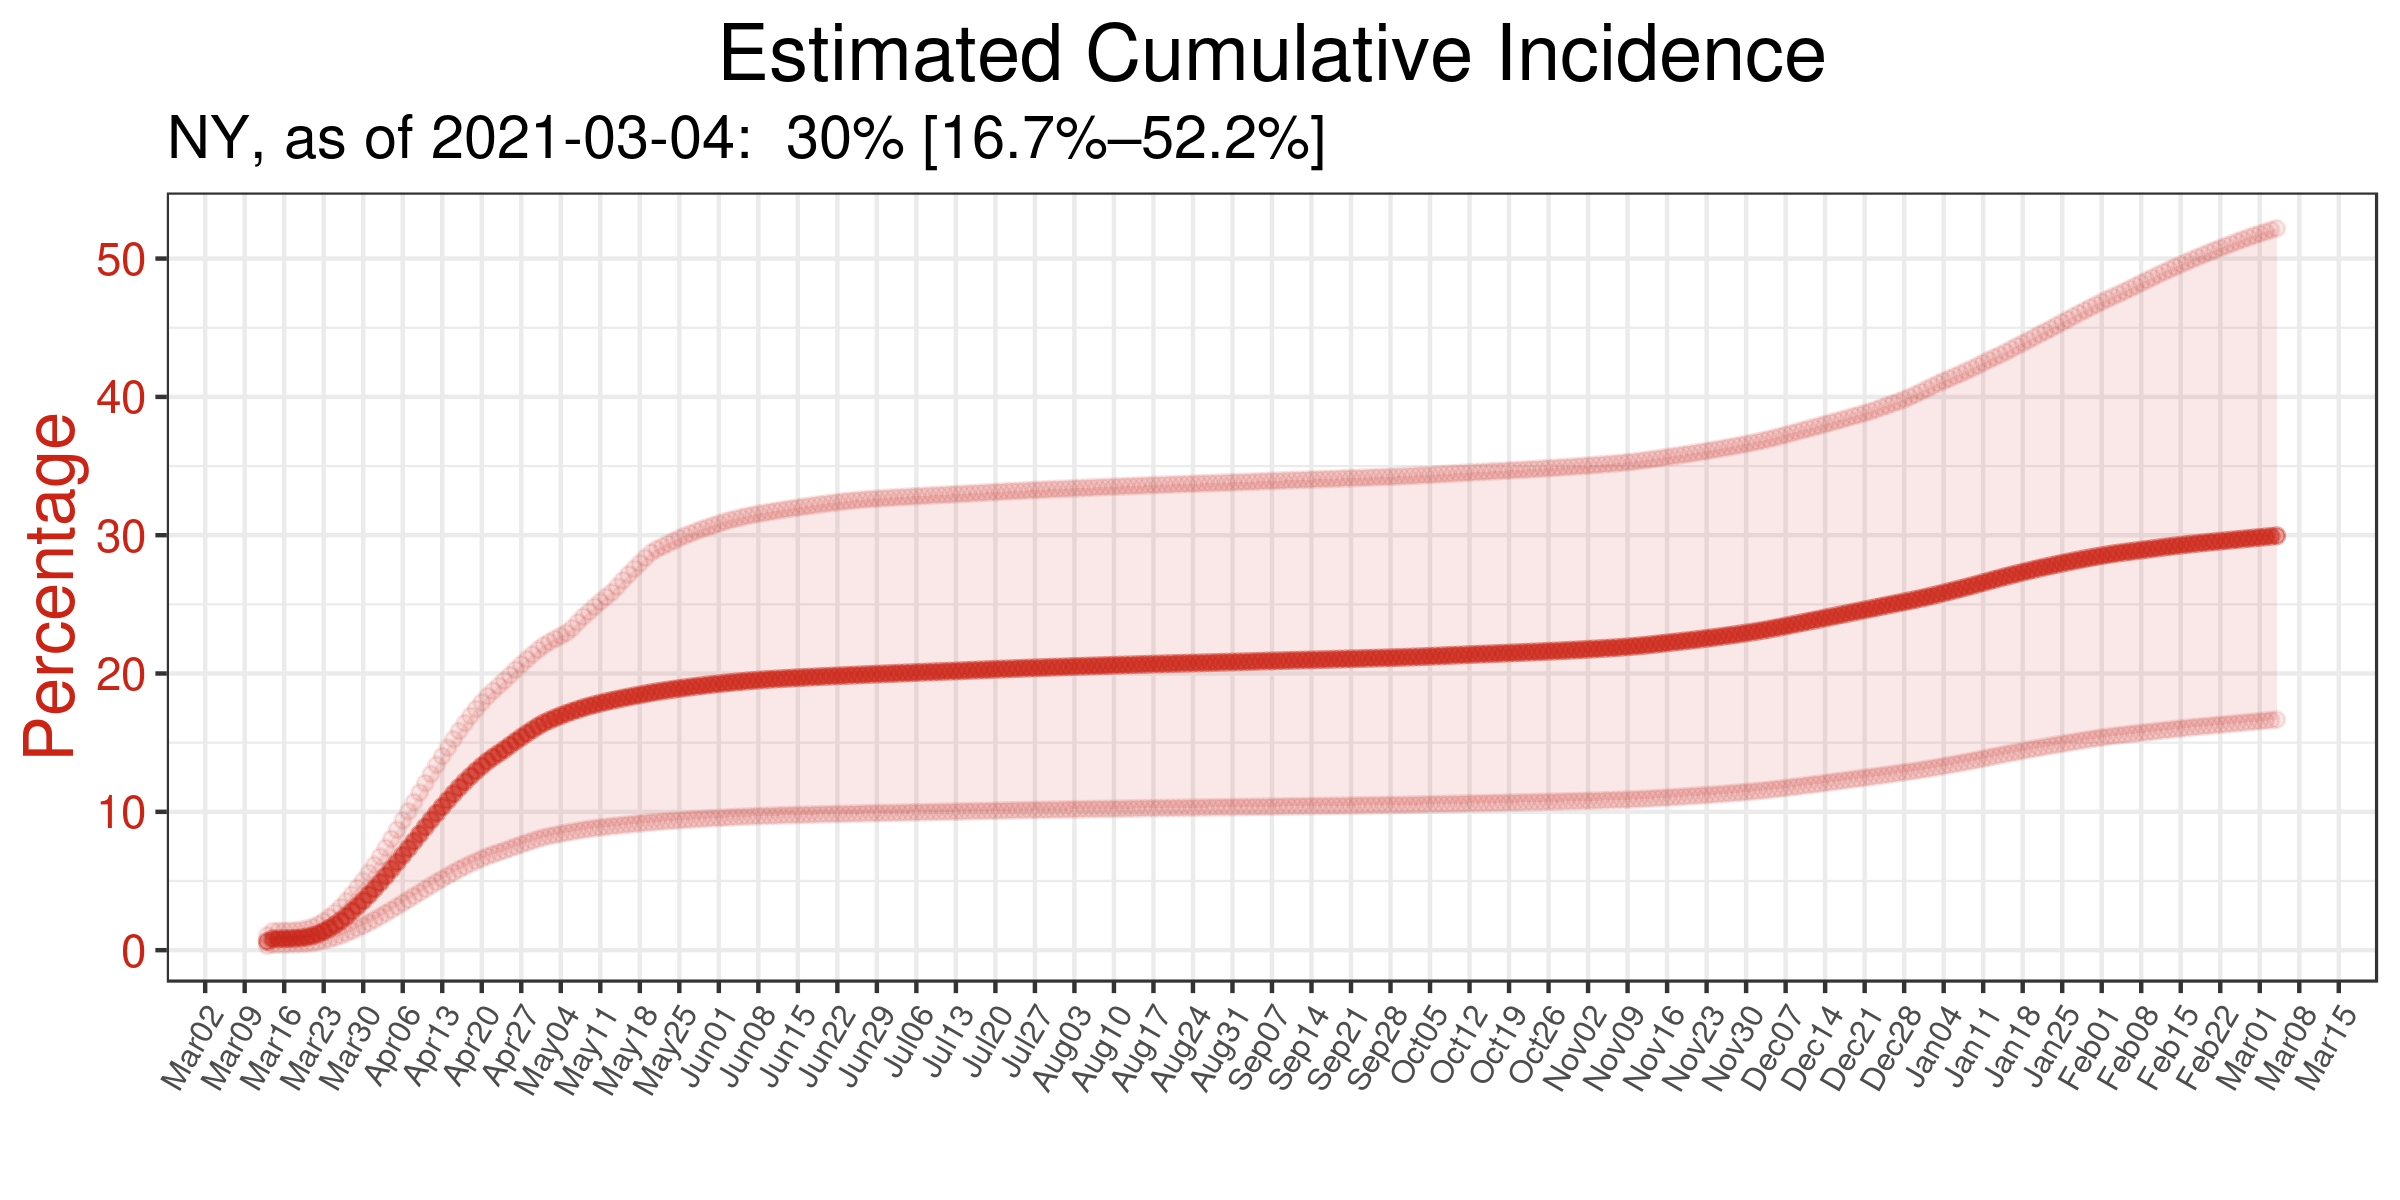 Estimated Cumulative Incidence
NY, as of 2021-03-04:  30% [16.7%–52.2%]
Percentage
50
40
30
20
10
0
Mar02
Mar09
Mar16
Mar23
Mar30
Apr06
Apr13
Apr20
Apr27
May04
May11
May18
May25
Jun01
Jun08
Jun15
Jun22
Jun29
Jul06
Jul13
Jul20
Jul27
Aug03
Aug10
Aug17
Aug24
Aug31
Sep07
Sep14
Sep21
Sep28
Oct05
Oct12
Oct19
Oct26
Nov02
Nov09
Nov16
Nov23
Nov30
Dec07
Dec14
Dec21
Dec28
Jan04
Jan11
Jan18
Jan25
Feb01
Feb08
Feb15
Feb22
Mar01
Mar08
Mar15